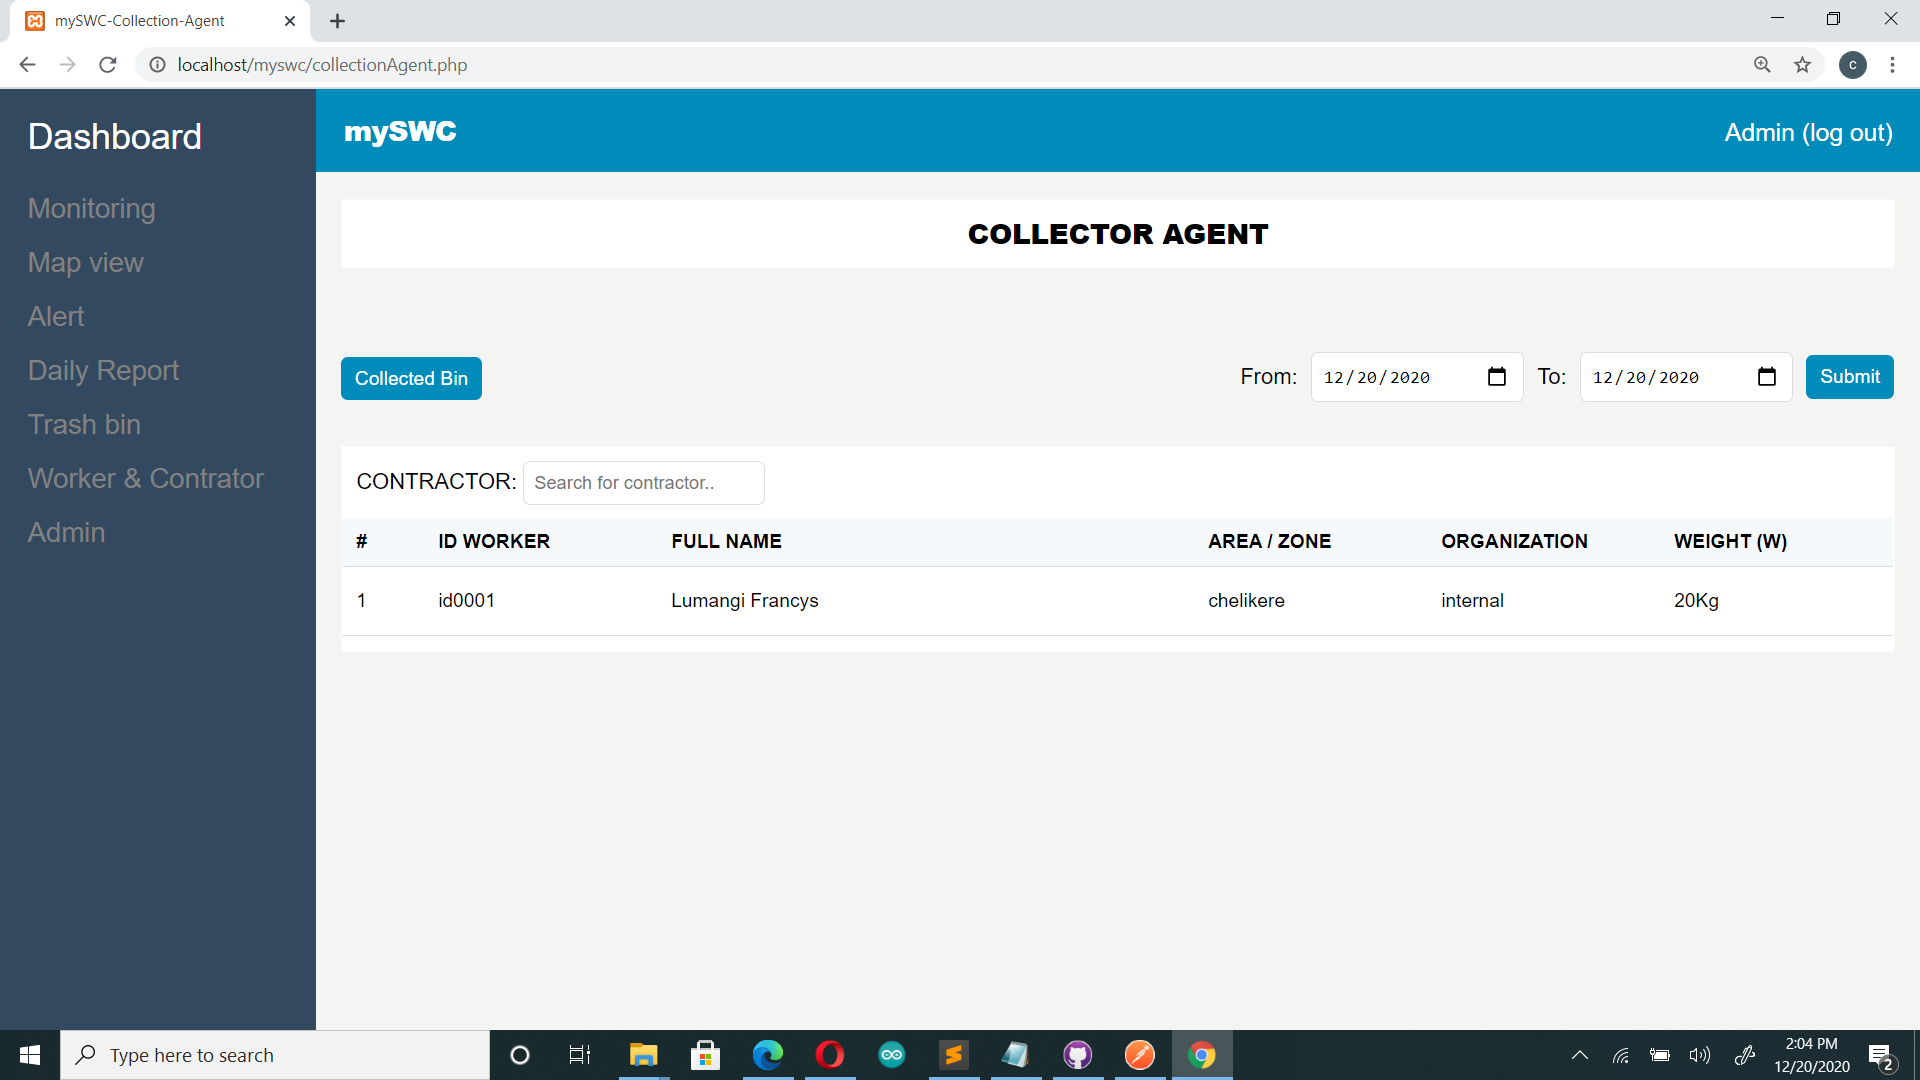 mySWC-Collection-Agent
localhost/myswc/collectionAgent.php
c
Dashboard
Monitoring
Map view
Alert
Daily Report
Trash bin
Worker & Contrator
Admin
mySWC
Admin (log out)
COLLECTOR AGENT
Collected Bin
From: 12/20/2020 To: 12/20/2020 Submit
CONTRACTOR: Search for contractor..
# ID WORKER FULL NAME AREA / ZONE ORGANIZATION WEIGHT (W)
1 id0001 Lumangi Francys chelikere internal 20Kg
Type here to search
2:04 PM
12/20/2020
2